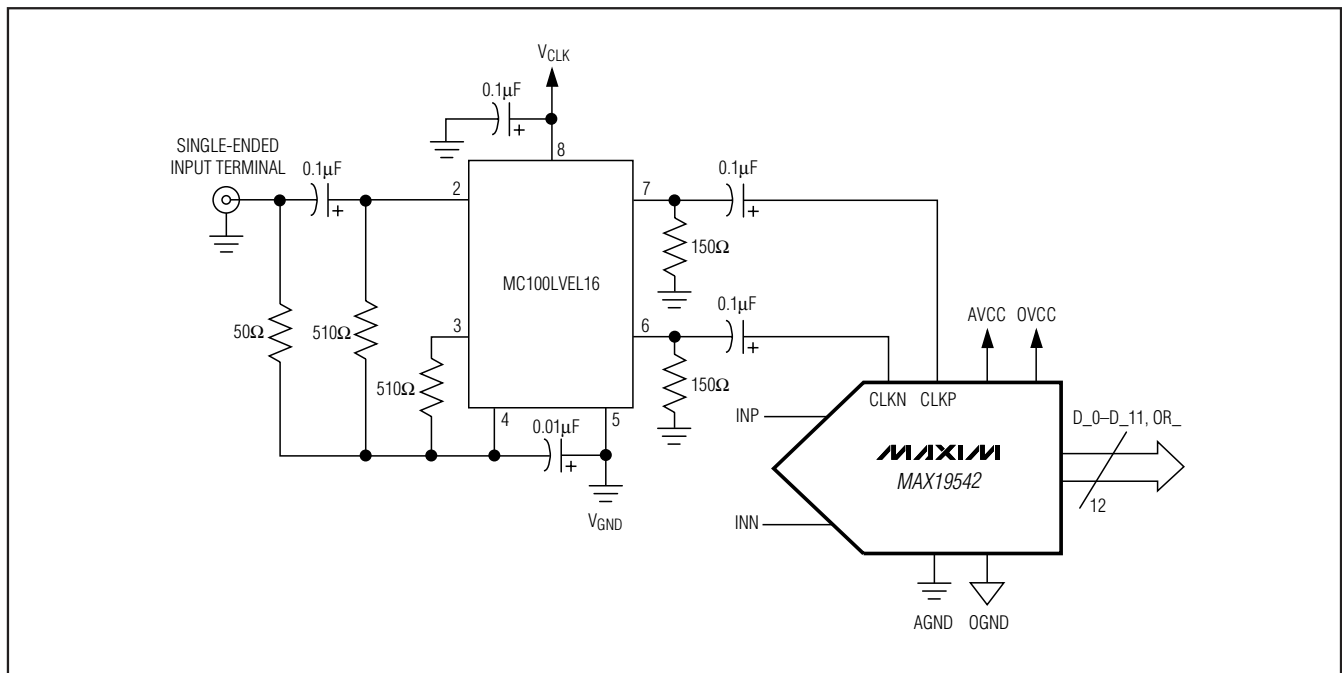 VCLK
0.1µF
SINGLE-ENDED
INPUT TERMINAL
0.1µF
8
2
7
0.1µF
150Ω
MC100LVEL16
50Ω
510Ω
3
6
0.1µF
510Ω
150Ω
AVCC OVCC
4
0.01µF
5
VGND
CLKN CLKP
INP
D_0–D_11, OR_
MAXIM
MAX19542
12
INN
AGND OGND